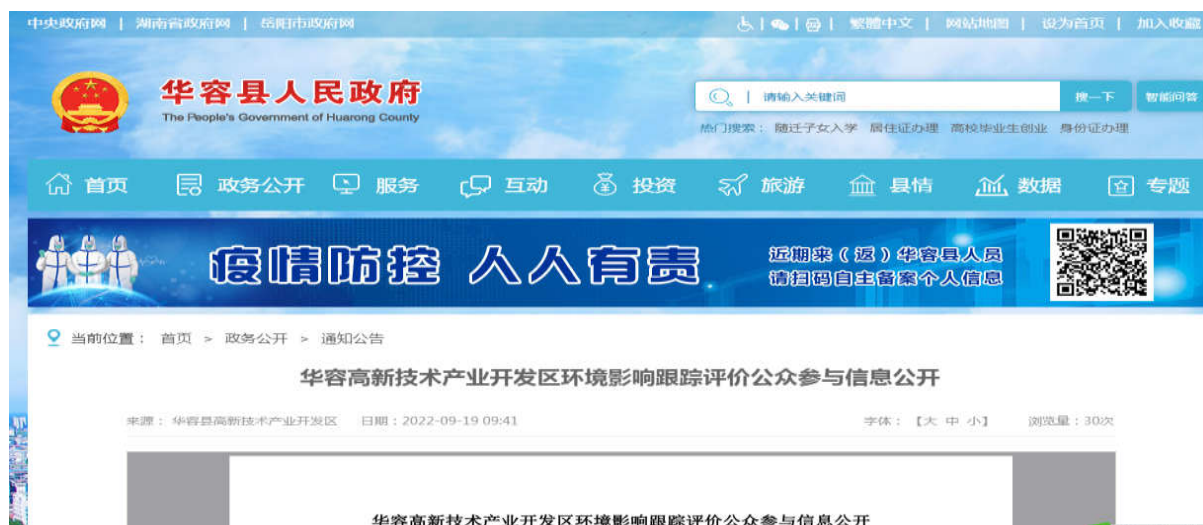 中央政府网 | 湖南省政府网 | 岳阳市政府网
繁體中文 | 网站地图 | 设为首页 | 加入收藏
华容县人民政府
The People's Government of Huarong County
请输入关键词
搜一下
智能问答
热门搜索： 随迁子女入学 居住证办理 高校毕业生创业 身份证办理
首页 政务公开 服务 互动 投资 旅游 县情 数据 专题
疫情防控 人人有责
近期来（返）华容县人员
请扫码自主备案个人信息
当前位置： 首页 > 政务公开 > 通知公告
华容高新技术产业开发区环境影响跟踪评价公众参与信息公开
来源： 华容县高新技术产业开发区 日期：2022-09-19 09:41 字体：【大 中 小】 浏览量：30次
华容高新技术产业开发区环境影响跟踪评价公众参与信息公开